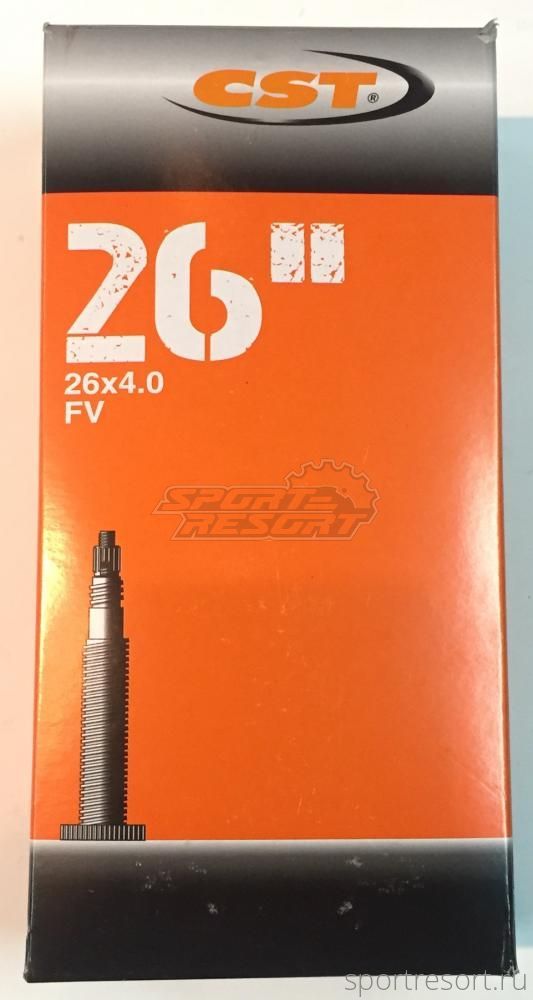 CST®
26"
26x4.0
FV
SPORT
RESORT
sportresort.ru